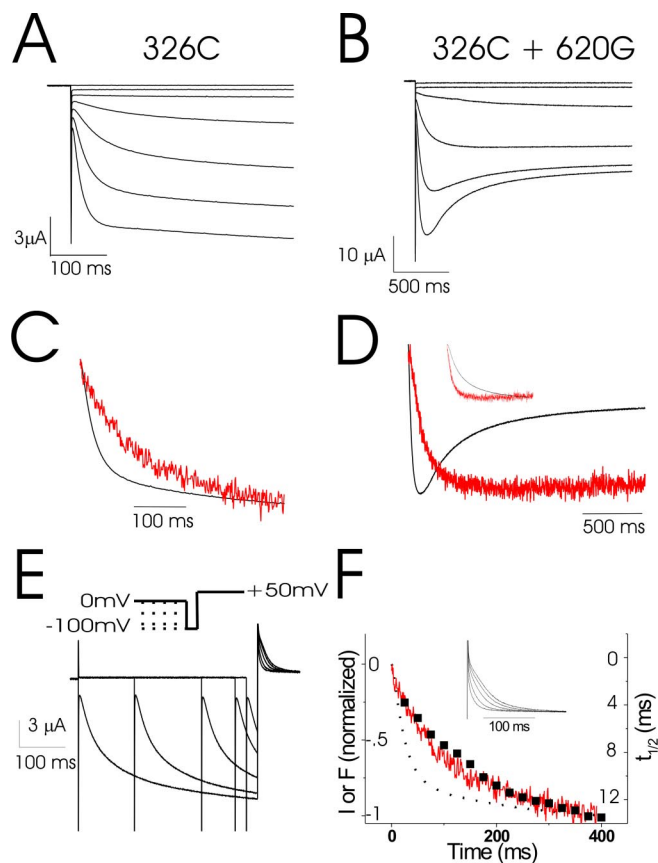 A
326C
B
326C + 620G
3µA
100 ms
10 µA
500 ms
C
100 ms
D
500 ms
E
0mV
-100mV
+50mV
3 µA
100 ms
F
I or F (normalized)
0
-.5
-1
100 ms
0
4
8
12
t1/2 (ms)
0
200
400
Time (ms)